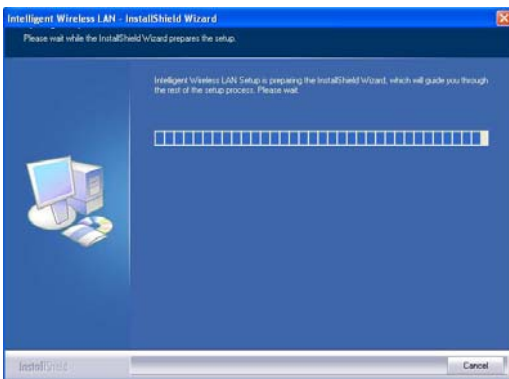 Intelligent Wireless LAN - InstallShield Wizard
Please wait while the InstallShield Wizard prepares the setup.
Intelligent Wireless LAN Setup is preparing the InstallShield Wizard, which will guide you through
the rest of the setup process. Please wait.
InstallShield
Cancel